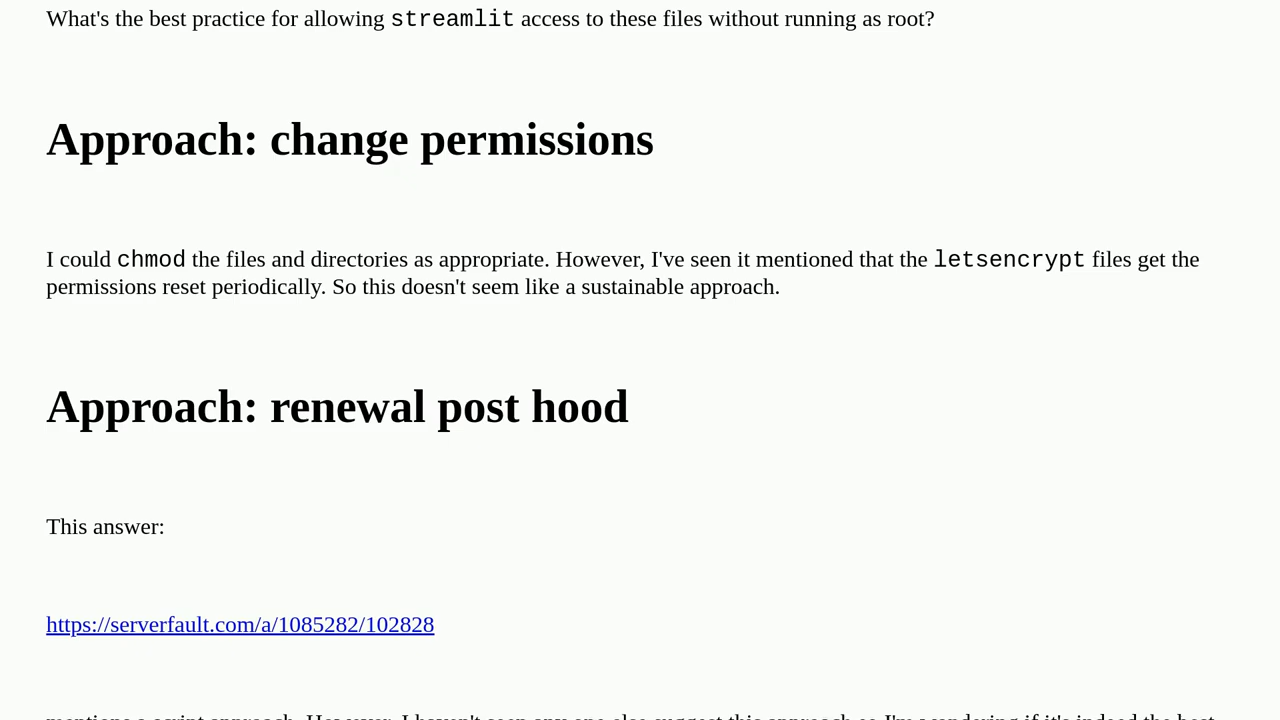 What's the best practice for allowing streamlit access to these files without running as root?
Approach: change permissions
I could chmod the files and directories as appropriate. However, I've seen it mentioned that the letsencrypt files get the
permissions reset periodically. So this doesn't seem like a sustainable approach.
Approach: renewal post hood
This answer:
https://serverfault.com/a/1085282/102828
mentions a script approach. However, I haven't seen any one else suggest this approach so I'm wondering if it's indeed the best